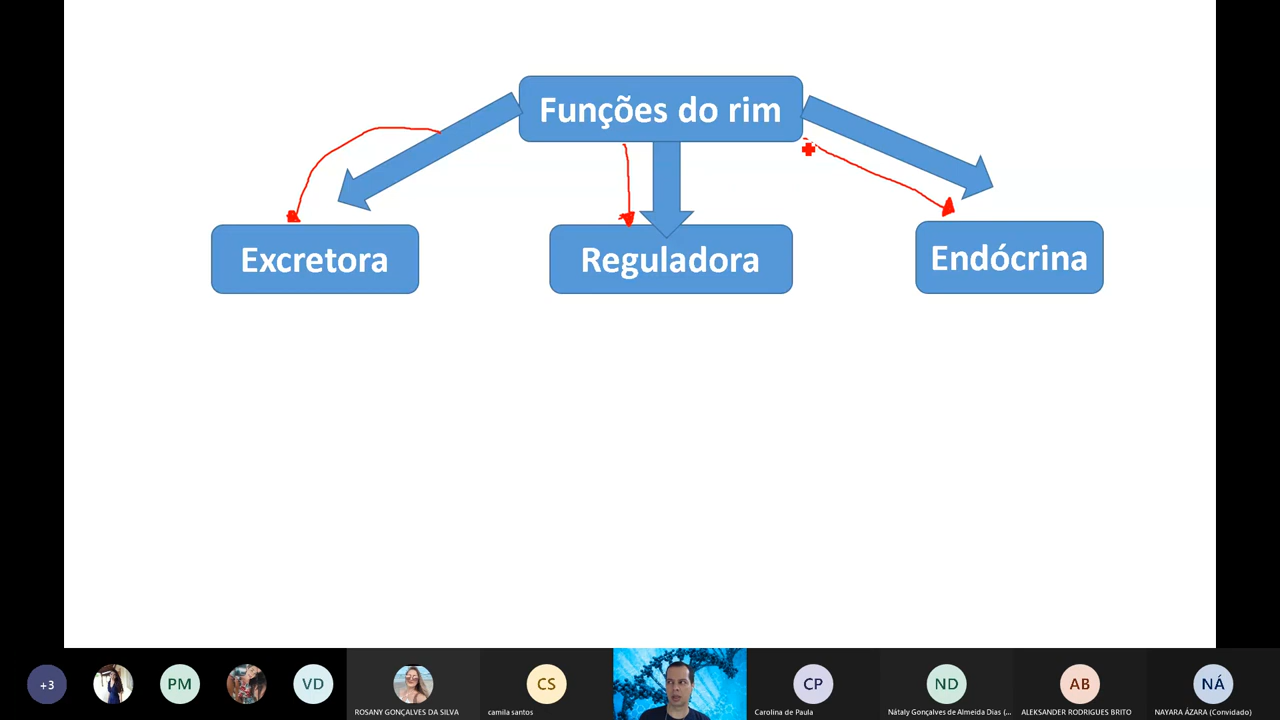 Funções do rim
Excretora
Reguladora
Endócrina
+3
PM
VD
ROSANY GONÇALVES DA SILVA
CS
camila santos
CP
Carolina de Paula
ND
Nátaly Gonçalves de Almeida Dias (...
AB
ALEKSANDER RODRIGUES BRITO
NÁ
NAYARA ÁZARA (Convidado)